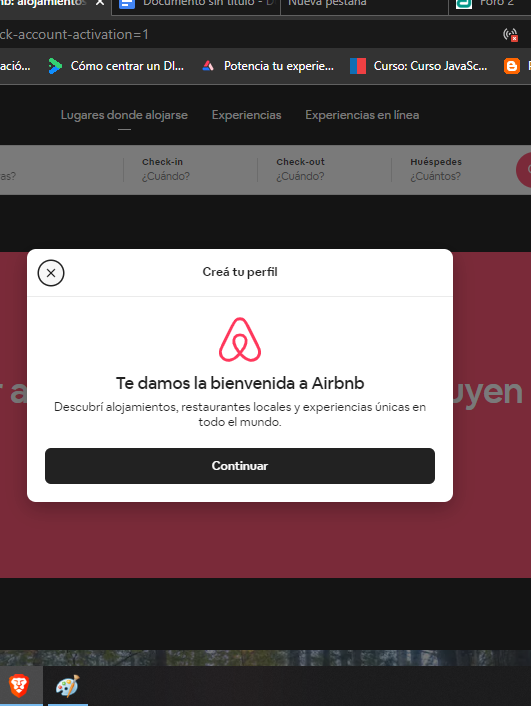 nb: alojamientos
Documento sin título - D
Nueva pestaña
Foro 2
ck-account-activation=1
ació...
Cómo centrar un DI...
Potencia tu experie...
Curso: Curso JavaSc...
Lugares donde alojarse
Experiencias
Experiencias en línea
as?
Check-in
¿Cuándo?
Check-out
¿Cuándo?
Huéspedes
¿Cuántos?
Creá tu perfil
Te damos la bienvenida a Airbnb
Descubrí alojamientos, restaurantes locales y experiencias únicas en
todo el mundo.
Continuar
uyen